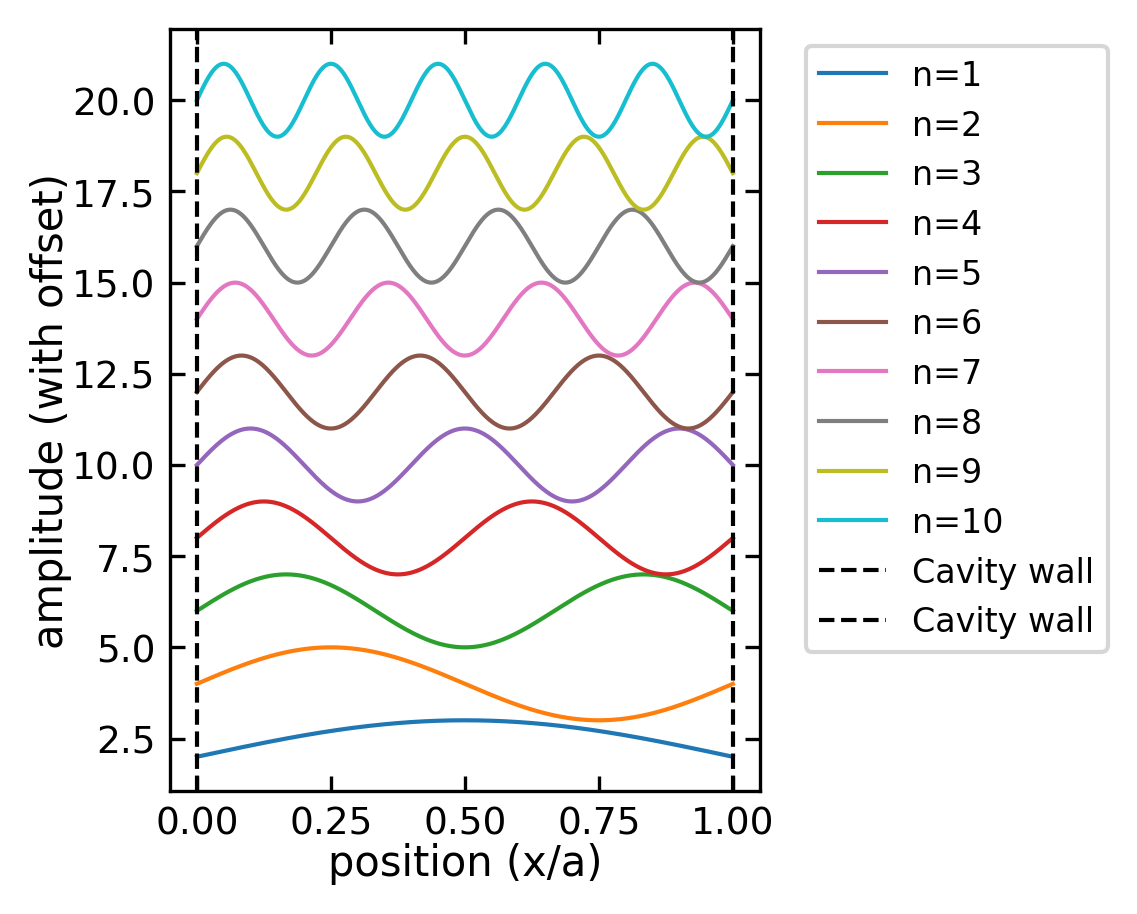 amplitude (with offset)
20.0
17.5
15.0
12.5
10.0
7.5
5.0
2.5
0.00 0.25 0.50 0.75 1.00
position (x/a)
n=1
n=2
n=3
n=4
n=5
n=6
n=7
n=8
n=9
n=10
Cavity wall
Cavity wall